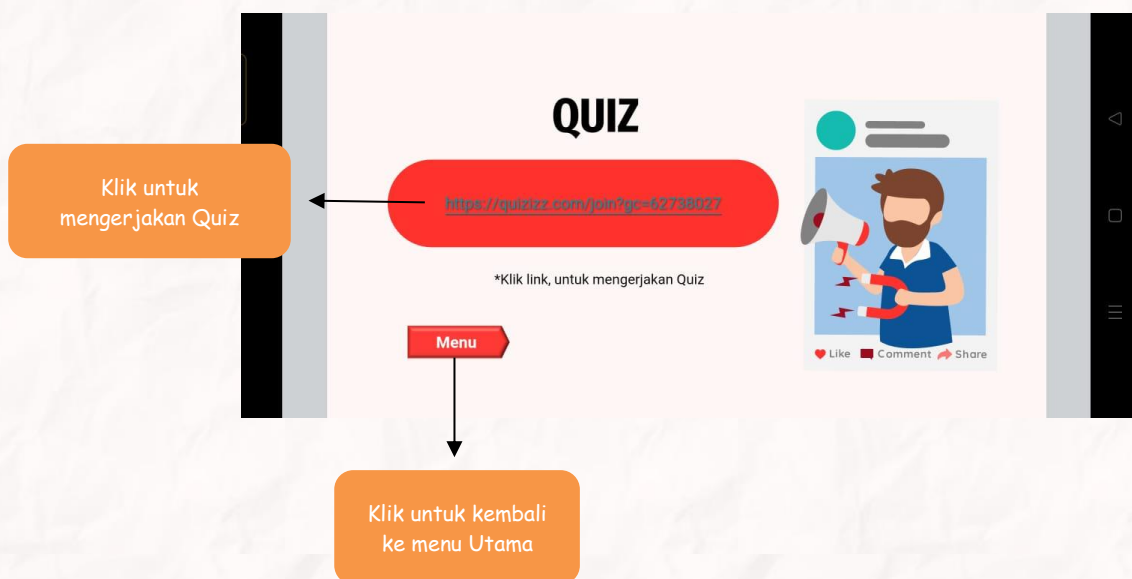 QUIZ
Klik untuk
mengerjakan Quiz
https://quizizz.com/join?gc=62738027
*Klik link, untuk mengerjakan Quiz
Menu
Like Comment Share
Klik untuk kembali
ke menu Utama